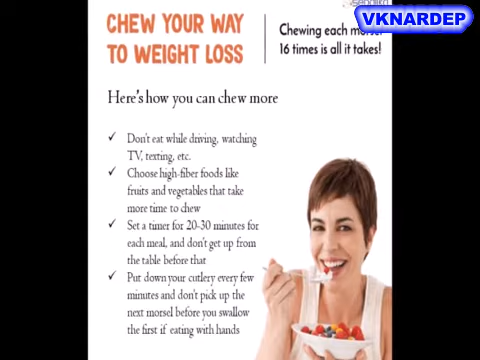 VKNARDEP
CHEW YOUR WAY
TO WEIGHT LOSS
Chewing each morsel
16 times is all it takes!
Here's how you can chew more
✓ Don't eat while driving, watching
TV, texting, etc.
✓ Choose high-fiber foods like
fruits and vegetables that take
more time to chew
✓ Set a timer for 20-30 minutes for
each meal, and don't get up from
the table before that
✓ Put down your cutlery every few
minutes and don't pick up the
next morsel before you swallow
the first if eating with hands